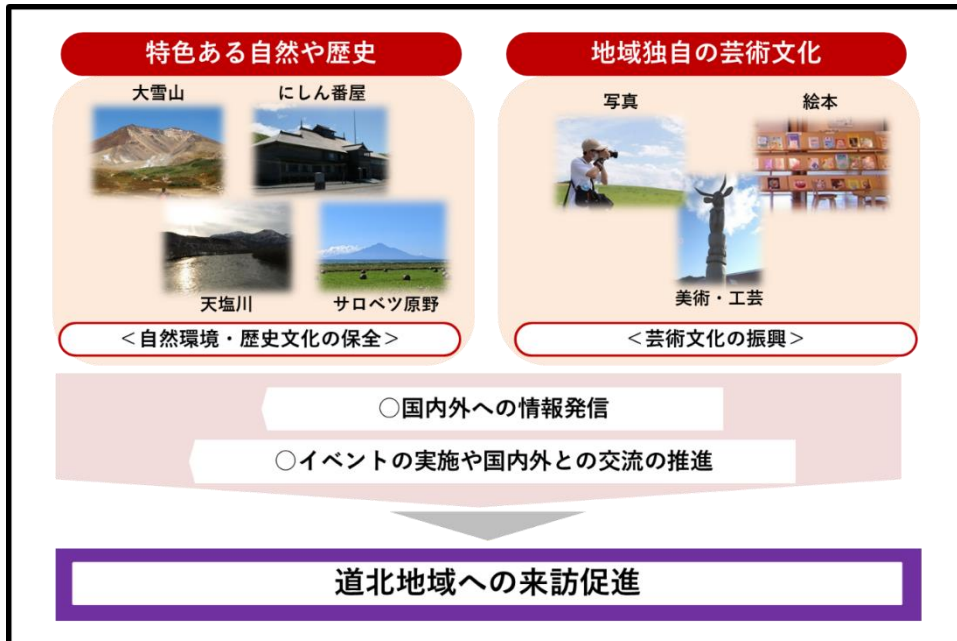 特色ある自然や歴史
大雪山
にしん番屋
天塩川
サロベツ原野
＜自然環境・歴史文化の保全＞
地域独自の芸術文化
写真
絵本
美術・工芸
＜芸術文化の振興＞
○国内外への情報発信
○イベントの実施や国内外との交流の推進
道北地域への来訪促進